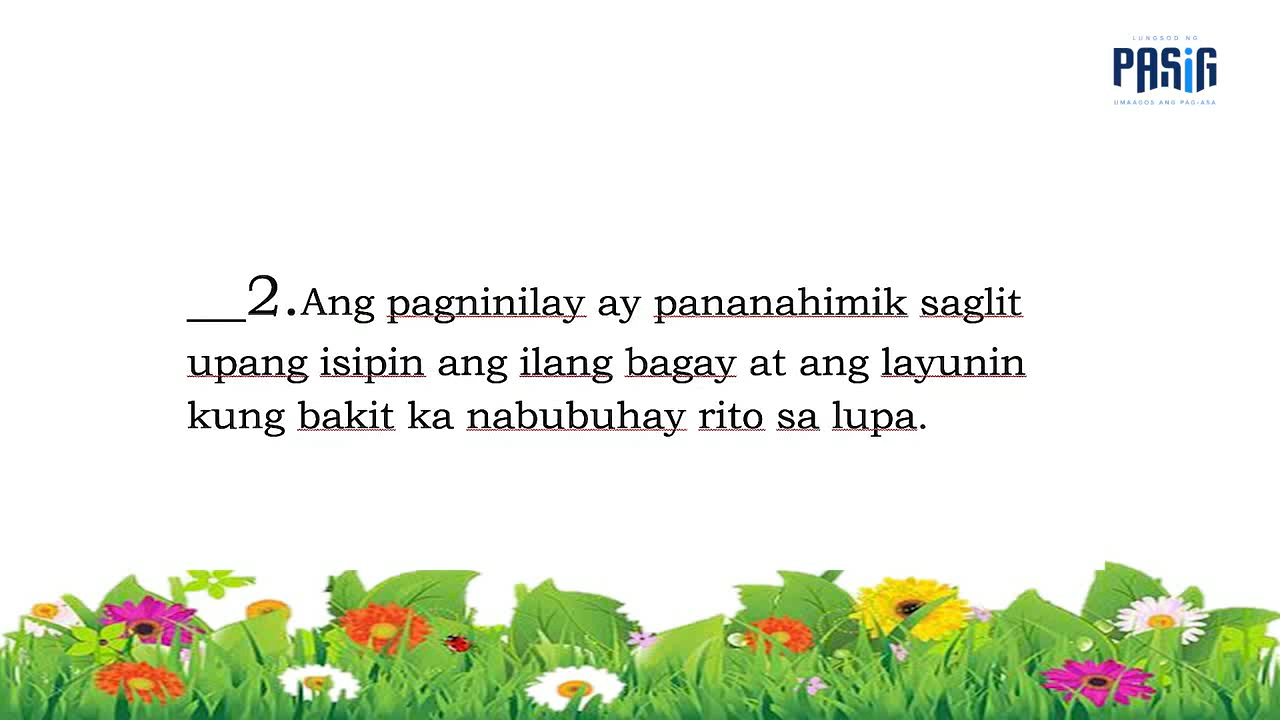 LUNGSOD NG
PASiG
UMAAGOS ANG PAG-ASA
__2.Ang pagninilay ay pananahimik saglit
upang isipin ang ilang bagay at ang layunin
kung bakit ka nabubuhay rito sa lupa.